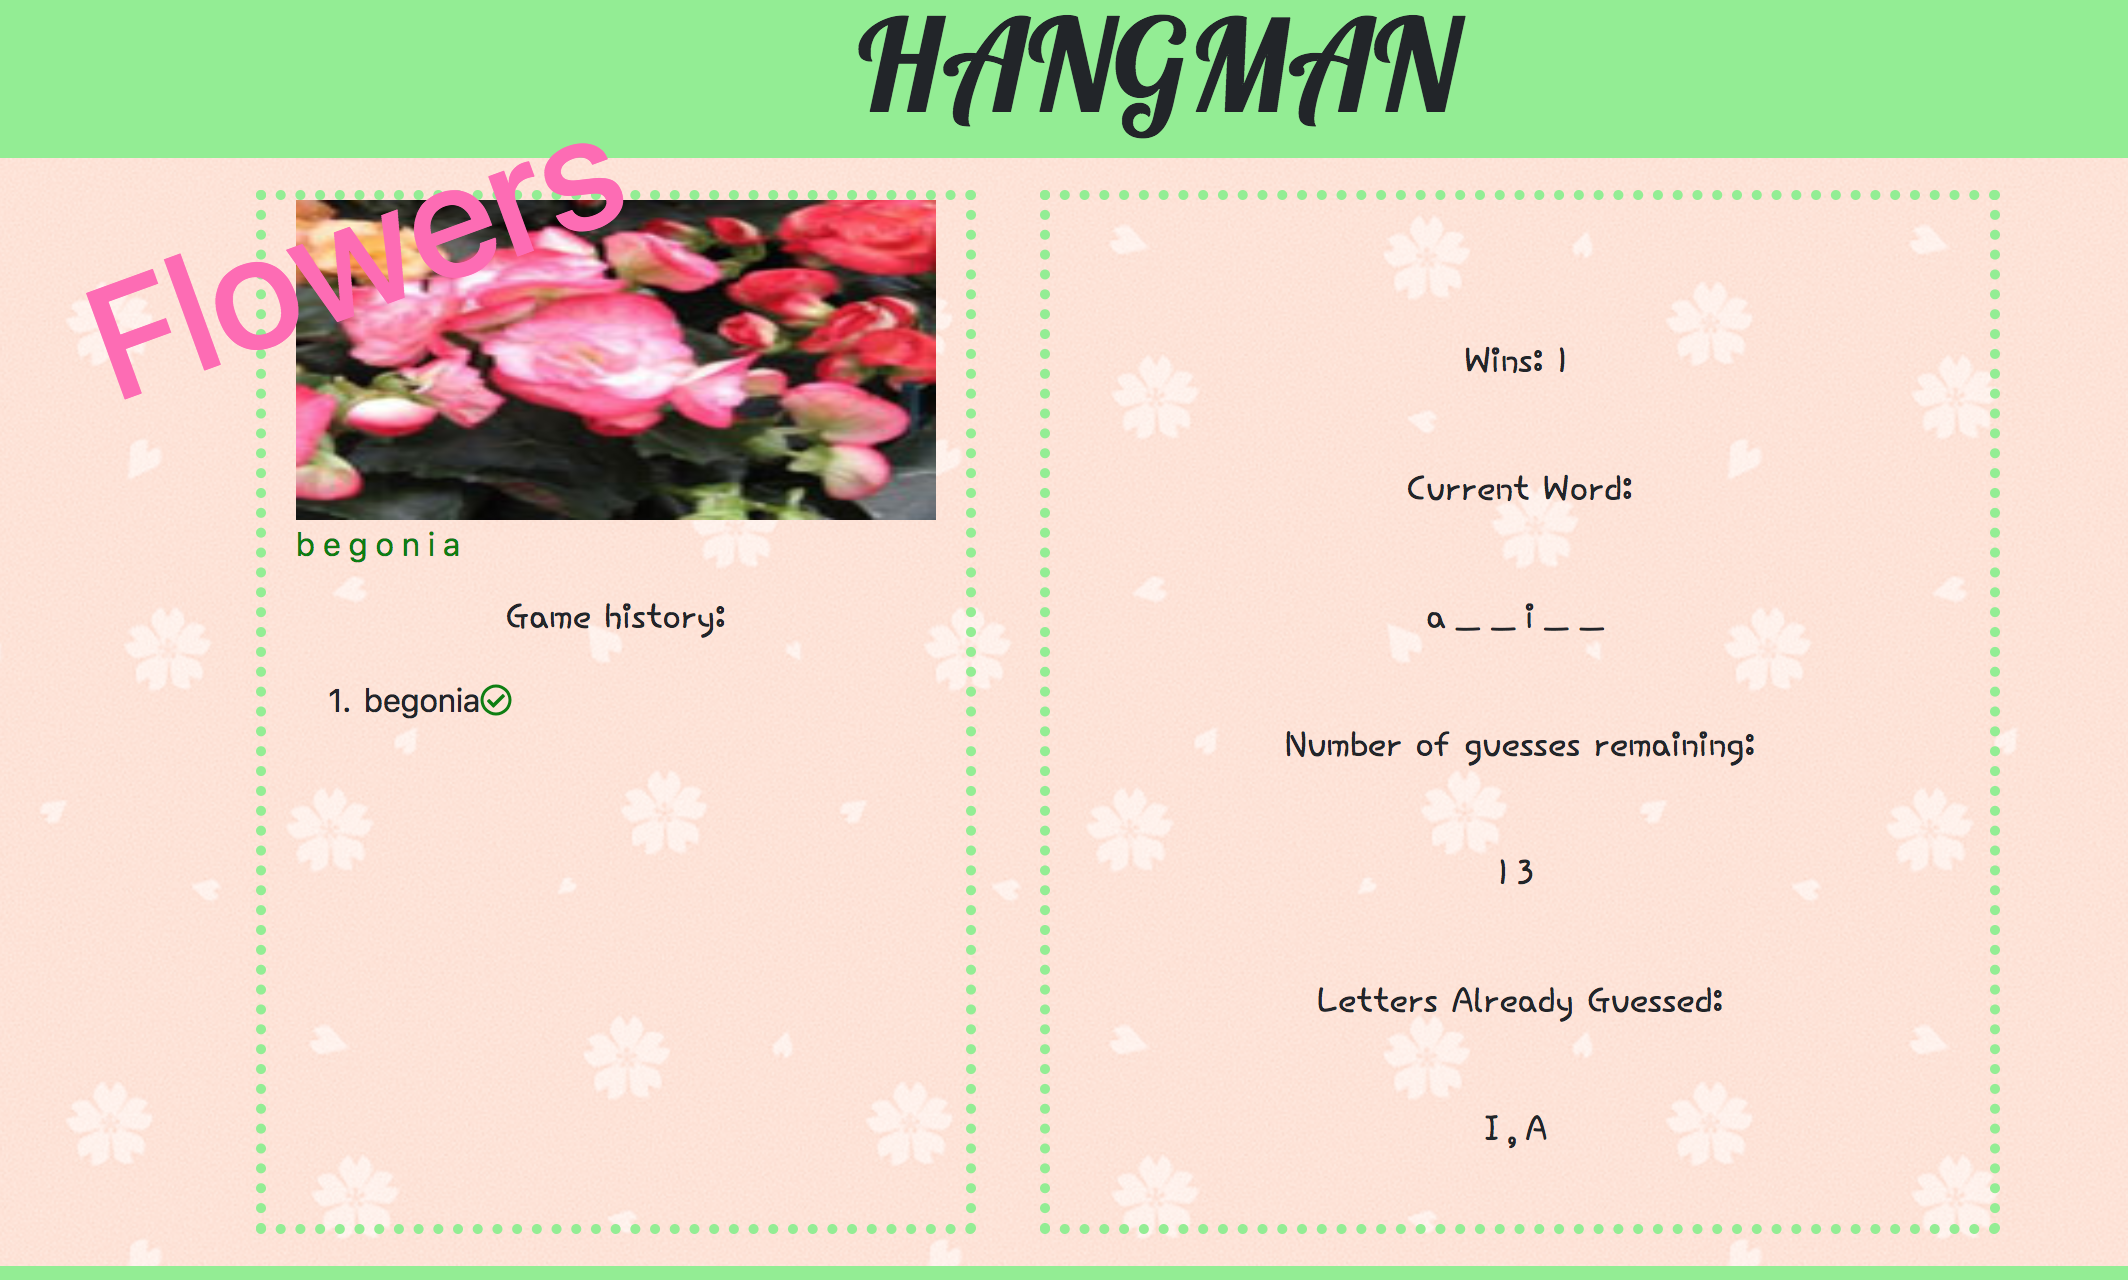 HANGMAN
Flowers
begonia
Game history:
1. begonia
Wins: 1
Current Word:
a _ _ i _ _
Number of guesses remaining:
13
Letters Already Guessed:
I,A